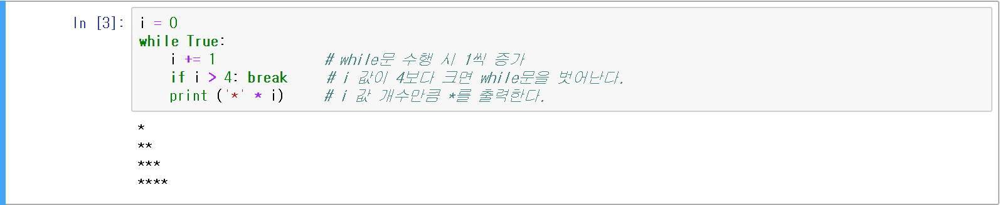 In [3]: i = 0
while True:
    i += 1              # while문 수행 시 1씩 증가
    if i > 4: break     # i 값이 4보다 크면 while문을 벗어난다.
    print ('*' * i)     # i 값 개수만큼 *를 출력한다.
*
**
***
****